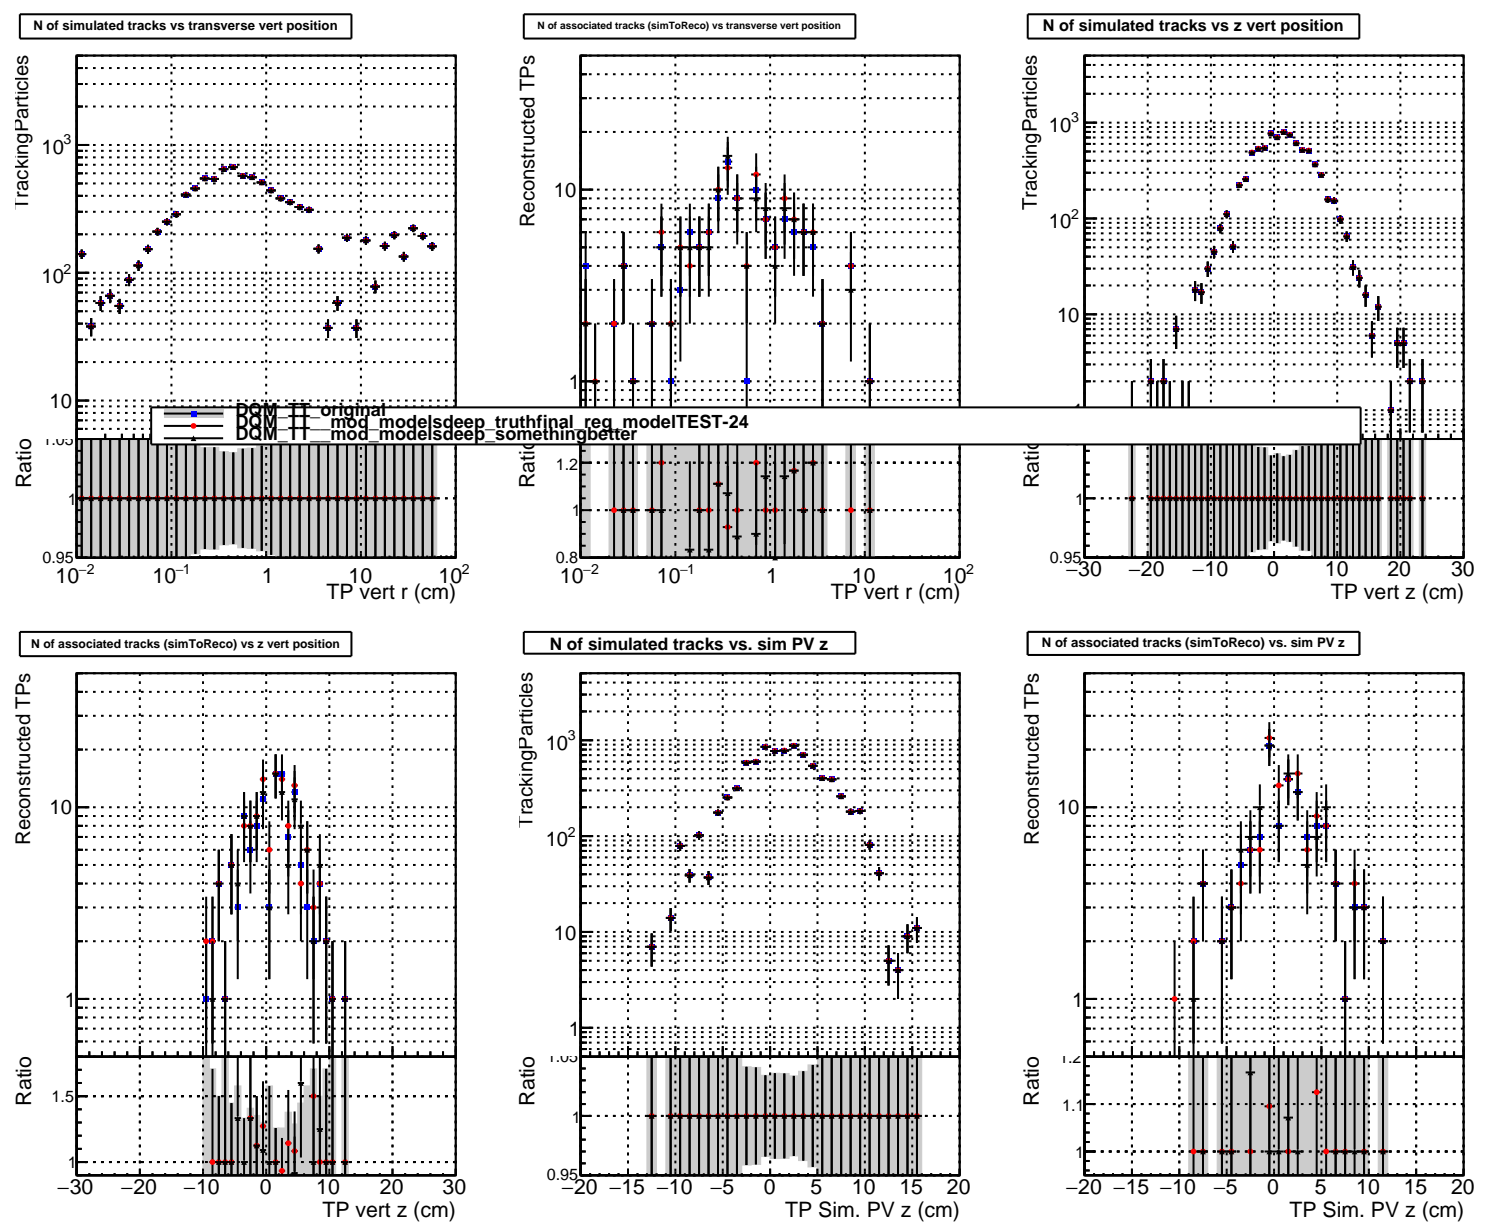 N of simulated tracks vs transverse vert position
TrackingParticles
10³
10²
10
Ratio
1.05
1
0.95
10⁻² 10⁻¹ 1 10 10²
TP vert r (cm)
N of associated tracks (simToReco) vs transverse vert position
Reconstructed TPs
10
1
Ratio
1.2
1
0.8
10⁻² 10⁻¹ 1 10 10²
TP vert r (cm)
N of simulated tracks vs z vert position
TrackingParticles
10³
10²
10
1
Ratio
1
0.95
−30 −20 −10 0 10 20 30
TP vert z (cm)
DQM_TT_original
DQM_TT__mod_modelsdeep_truthfinal_reg_modelTEST-24
DQM_TT__mod_modelsdeep_somethingbetter
N of associated tracks (simToReco) vs z vert position
Reconstructed TPs
10
1
Ratio
1.5
1
−30 −20 −10 0 10 20 30
TP vert z (cm)
N of simulated tracks vs. sim PV z
TrackingParticles
10³
10²
10
1
Ratio
1.05
1
0.95
−20 −15 −10 −5 0 5 10 15 20
TP Sim. PV z (cm)
N of associated tracks (simToReco) vs. sim PV z
Reconstructed TPs
10
1
Ratio
1.2
1.1
1
−20 −15 −10 −5 0 5 10 15 20
TP Sim. PV z (cm)